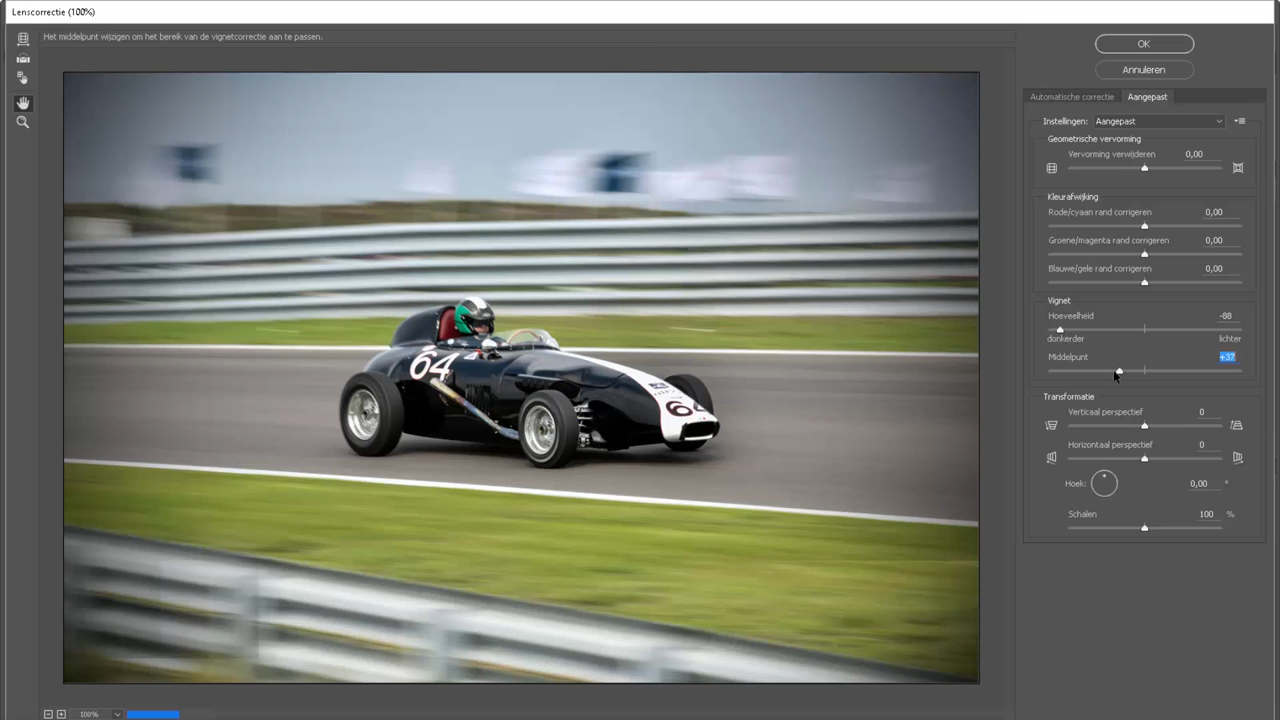 Lenscorrectie (100%)
Het middelpunt wijzigen om het bereik van de vignetcorrectie aan te passen.
OK
Annuleren
Automatische correctie Aangepast
Instellingen: Aangepast
Geometrische vervorming
Vervorming verwijderen 0,00
Kleurafwijking
Rode/cyaan rand corrigeren 0,00
Groene/magenta rand corrigeren 0,00
Blauwe/gele rand corrigeren 0,00
Vignet
Hoeveelheid -88
donkerder lichter
Middelpunt +37
Transformatie
Verticaal perspectief 0
Horizontaal perspectief 0
Hoek: 0,00 °
Schalen 100 %
64
64
100%